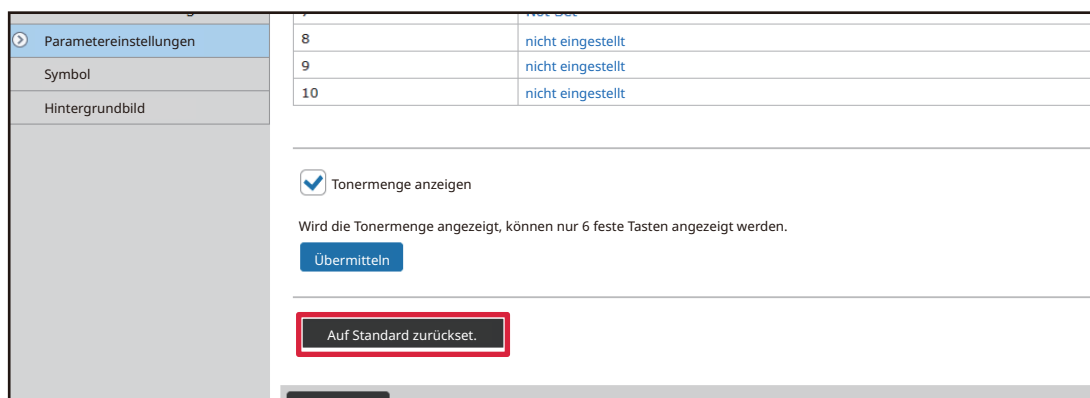 Parametereinstellungen
Symbol
Hintergrundbild
8 nicht eingestellt
9 nicht eingestellt
10 nicht eingestellt
Tonermenge anzeigen
Wird die Tonermenge angezeigt, können nur 6 feste Tasten angezeigt werden.
Übermitteln
Auf Standard zurückset.